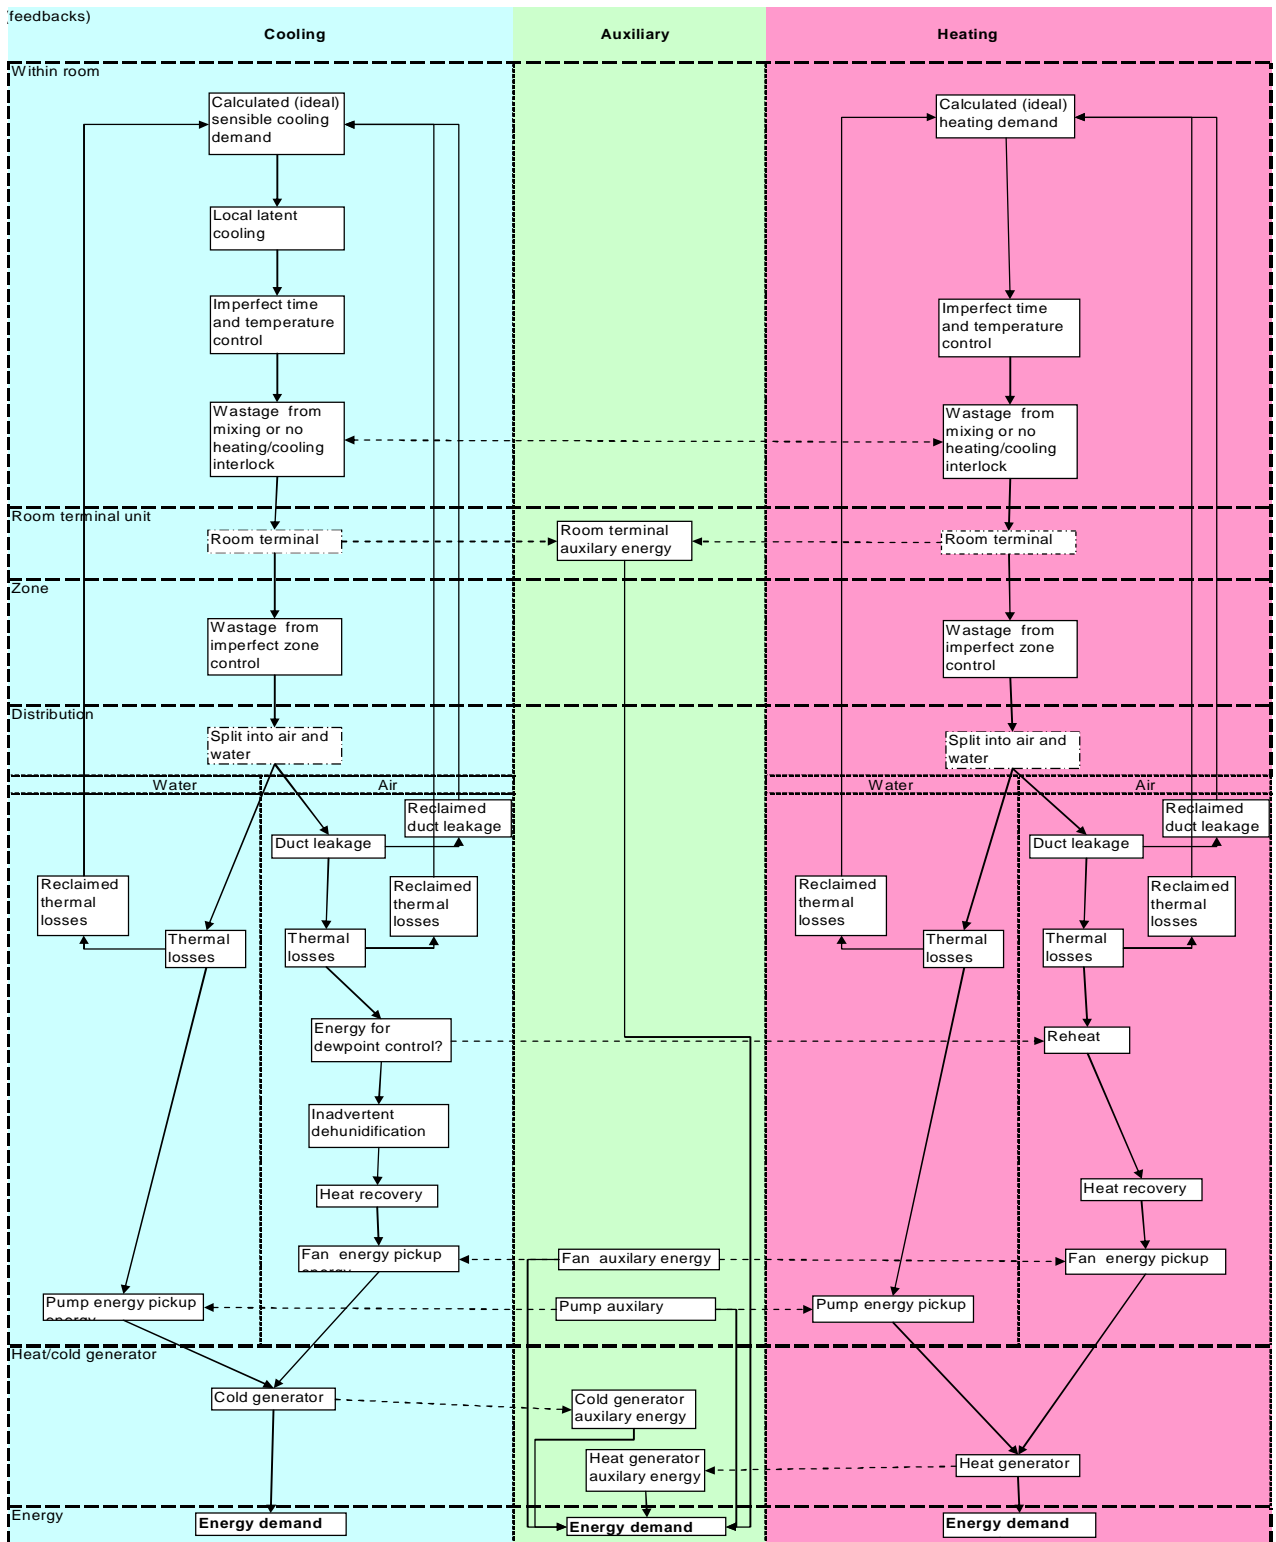 (feedbacks)
Cooling
Auxiliary
Heating
Within room
Calculated (ideal)
sensible cooling
demand
Calculated (ideal)
heating demand
Local latent
cooling
Imperfect time
and temperature
control
Imperfect time
and temperature
control
Wastage from
mixing or no
heating/cooling
interlock
Wastage from
mixing or no
heating/cooling
interlock
Room terminal unit
Room terminal
Room terminal
auxilary energy
Room terminal
Zone
Wastage from
imperfect zone
control
Wastage from
imperfect zone
control
Distribution
Split into air and
water
Split into air and
water
Water
Air
Water
Air
Reclaimed
duct leakage
Reclaimed
duct leakage
Duct leakage
Duct leakage
Reclaimed
thermal
losses
Reclaimed
thermal
losses
Reclaimed
thermal
losses
Reclaimed
thermal
losses
Thermal
losses
Thermal
losses
Thermal
losses
Thermal
losses
Energy for
dewpoint control?
Reheat
Inadvertent
dehunidification
Heat recovery
Heat recovery
Fan energy pickup
energy
Fan auxilary energy
Fan energy pickup
Pump energy pickup
energy
Pump auxilary
Pump energy pickup
Heat/cold generator
Cold generator
Cold generator
auxilary energy
Heat generator
auxilary energy
Heat generator
Energy
Energy demand
Energy demand
Energy demand